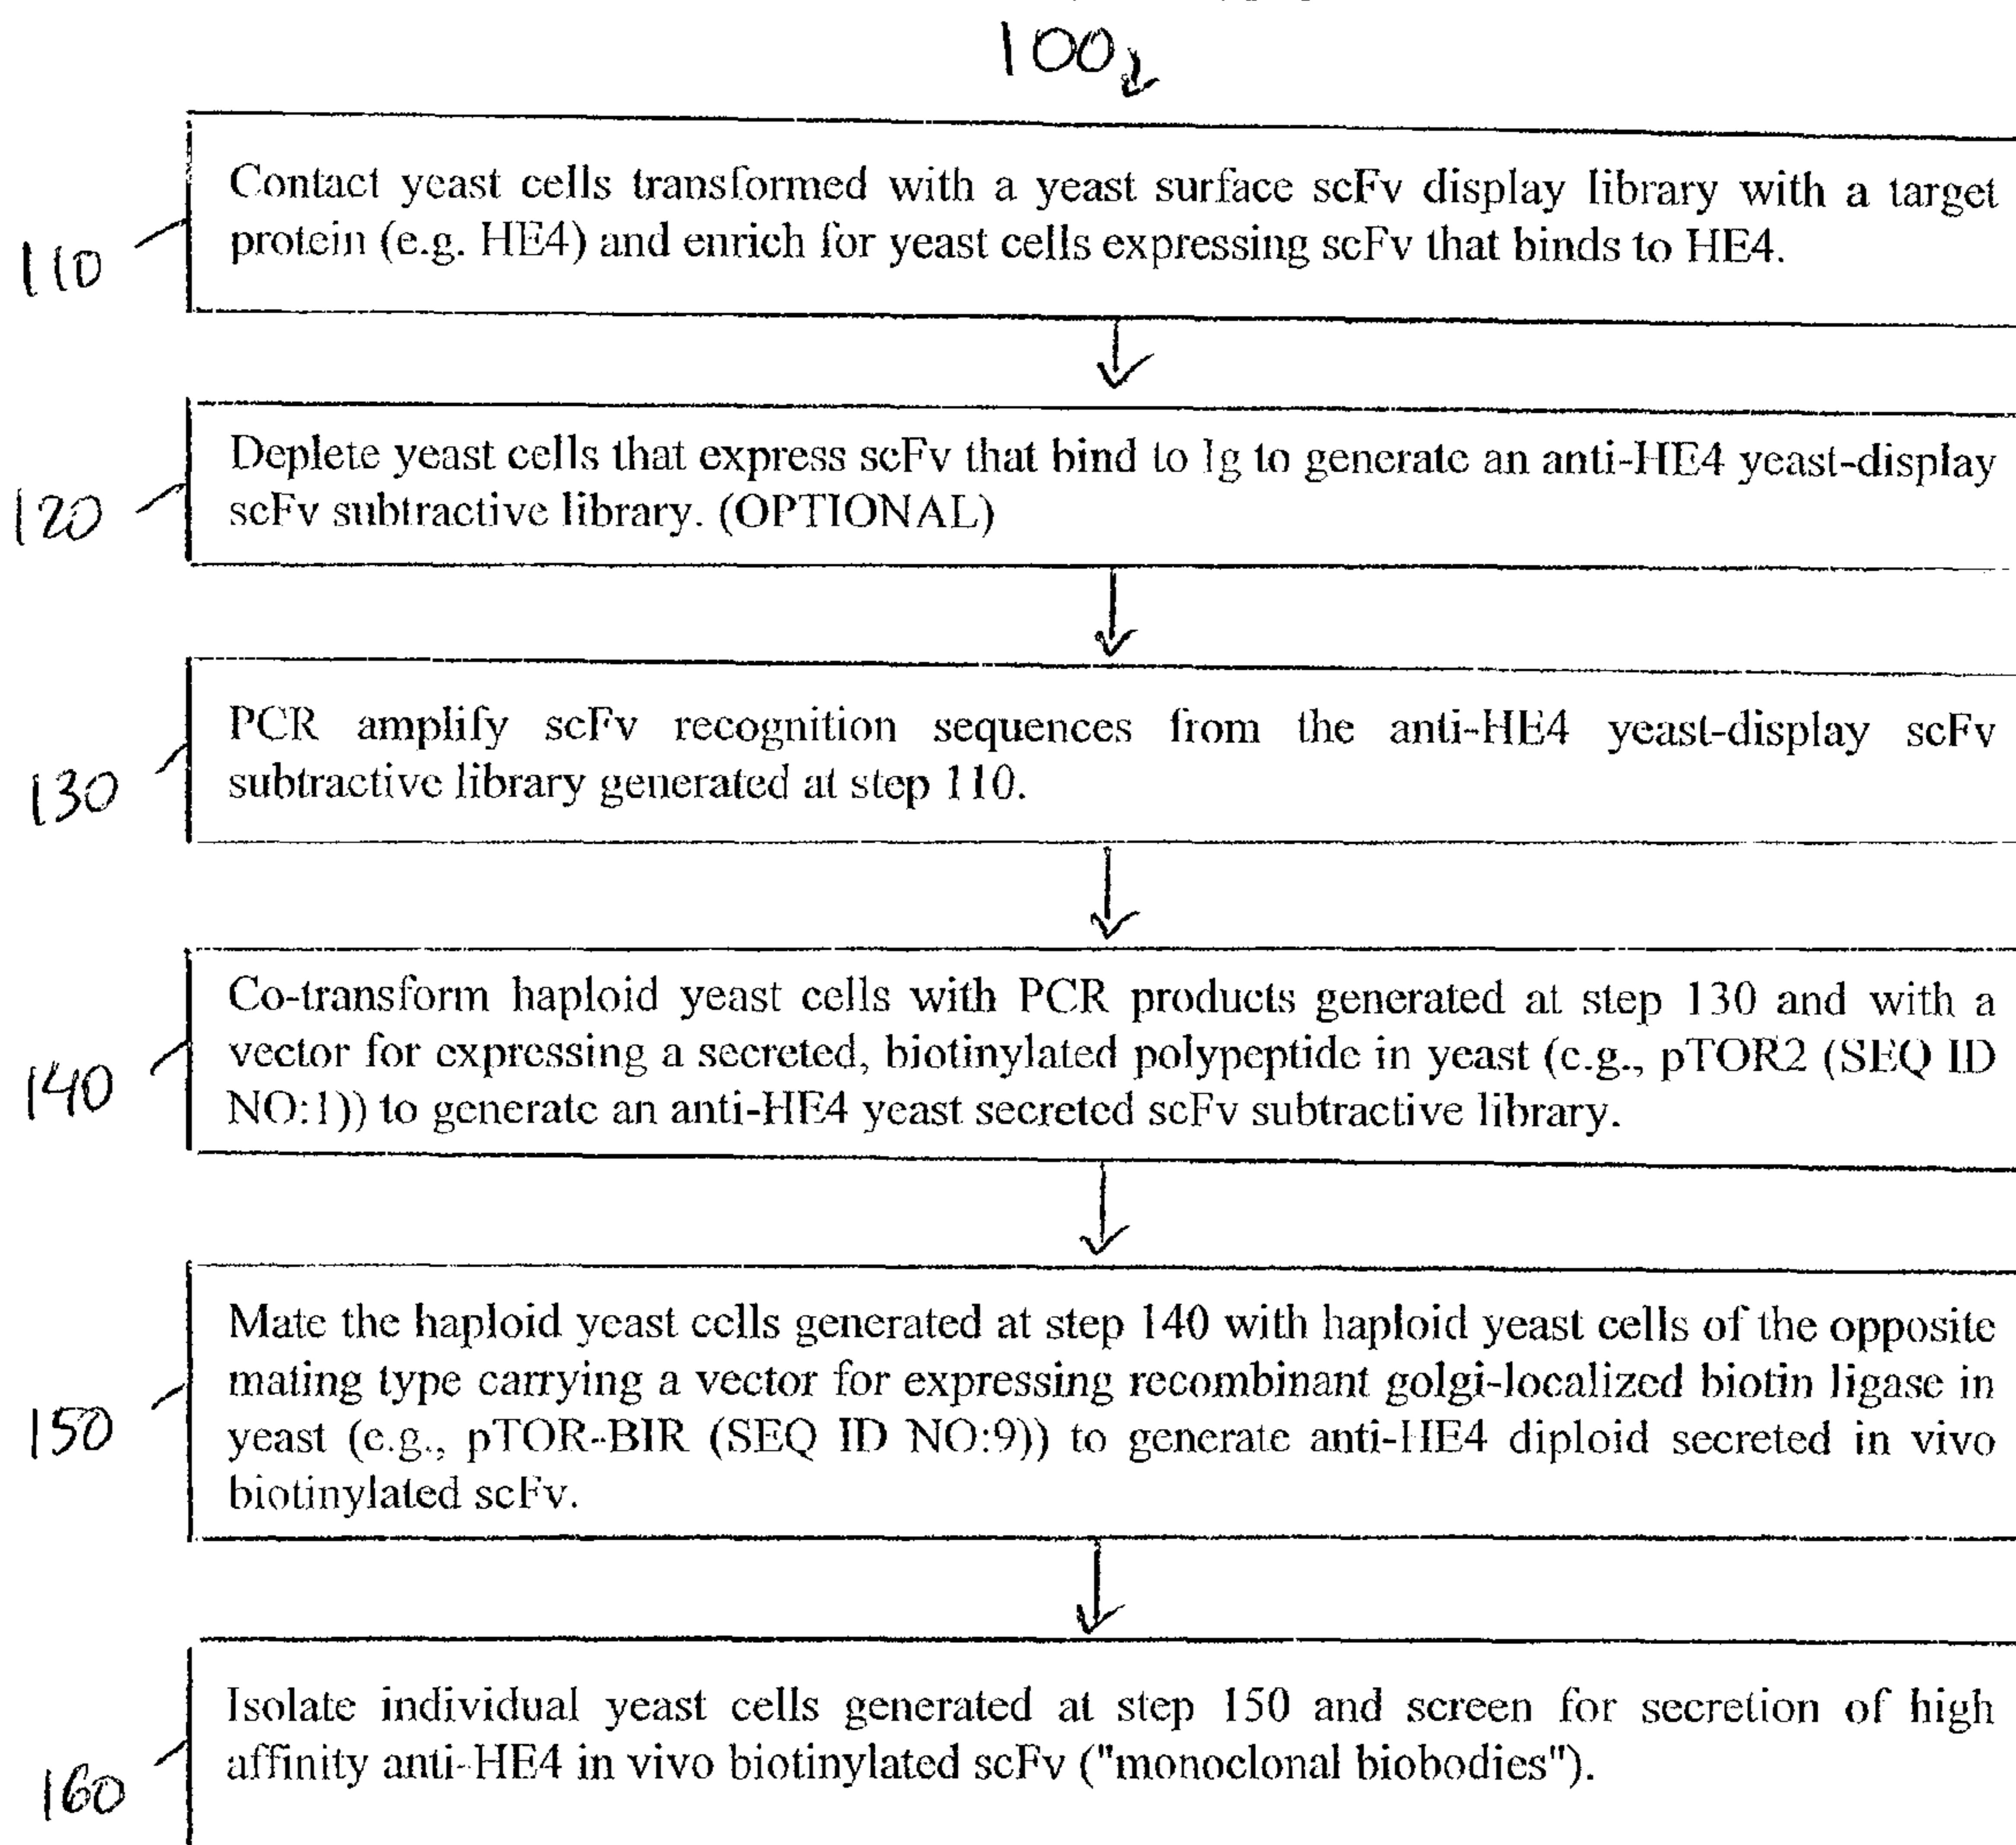 100
110
Contact yeast cells transformed with a yeast surface scFv display library with a target
protein (e.g. HE4) and enrich for yeast cells expressing scFv that binds to HE4.
120
Deplete yeast cells that express scFv that bind to Ig to generate an anti-HE4 yeast-display
scFv subtractive library. (OPTIONAL)
130
PCR amplify scFv recognition sequences from the anti-HE4 yeast-display scFv
subtractive library generated at step 110.
140
Co-transform haploid yeast cells with PCR products generated at step 130 and with a
vector for expressing a secreted, biotinylated polypeptide in yeast (e.g., pTOR2 (SEQ ID
NO:1)) to generate an anti-HE4 yeast secreted scFv subtractive library.
150
Mate the haploid yeast cells generated at step 140 with haploid yeast cells of the opposite
mating type carrying a vector for expressing recombinant golgi-localized biotin ligase in
yeast (e.g., pTOR-BIR (SEQ ID NO:9)) to generate anti-HE4 diploid secreted in vivo
biotinylated scFv.
160
Isolate individual yeast cells generated at step 150 and screen for secretion of high
affinity anti-HE4 in vivo biotinylated scFv ("monoclonal biobodies").